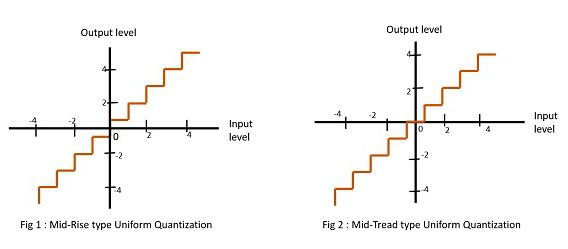 Output level
4
2
-4
-2
0
2
4
Input
level
-2
-4
Fig 1 : Mid-Rise type Uniform Quantization
Output level
4
2
-4
-2
0
2
4
Input
level
-2
-4
Fig 2 : Mid-Tread type Uniform Quantization